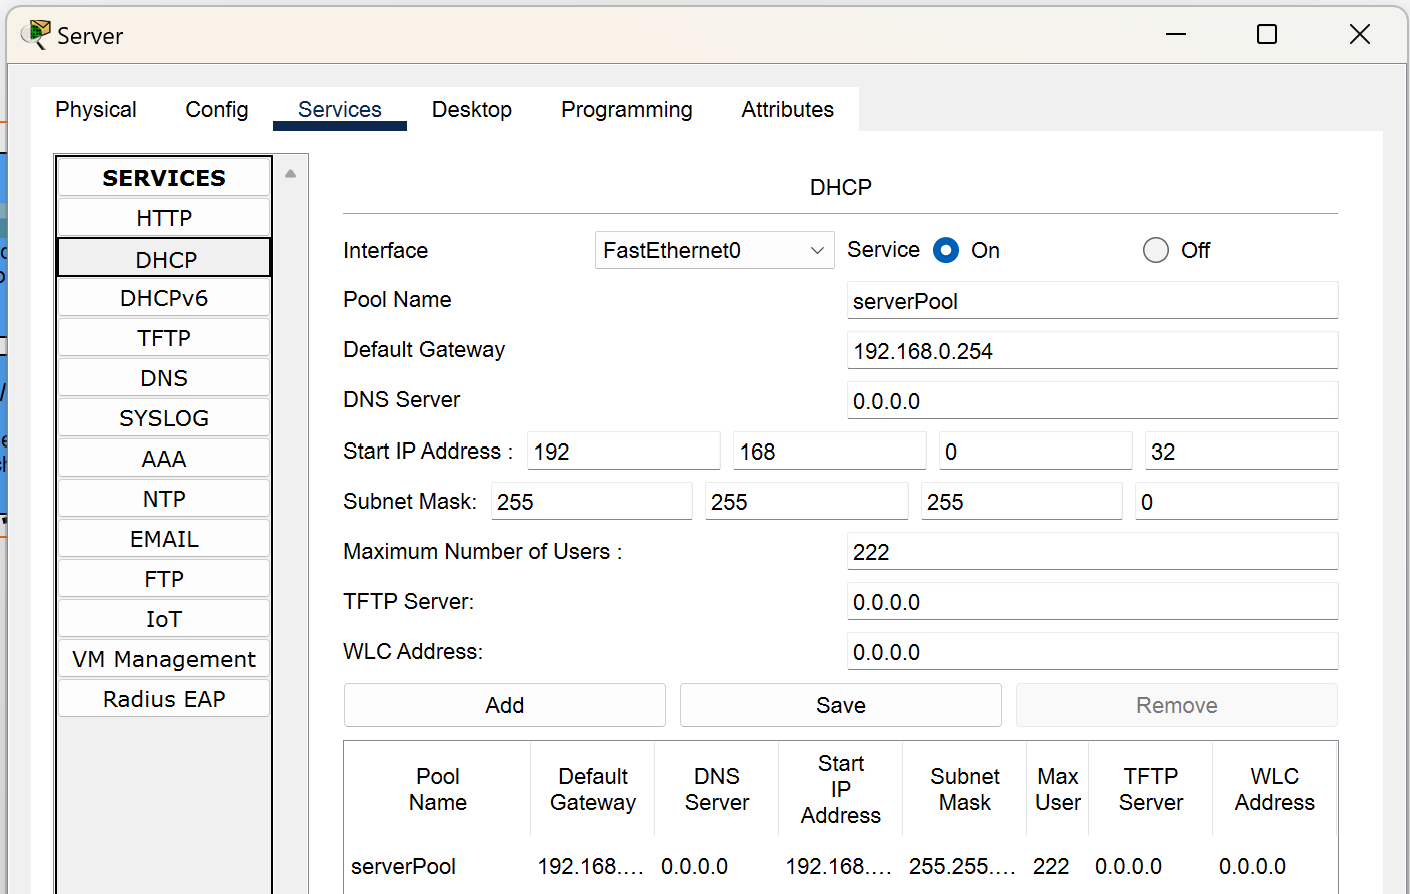 Server
Physical Config Services Desktop Programming Attributes
SERVICES
HTTP
DHCP
DHCPv6
TFTP
DNS
SYSLOG
AAA
NTP
EMAIL
FTP
IoT
VM Management
Radius EAP
DHCP
Interface FastEthernet0 Service On Off
Pool Name serverPool
Default Gateway 192.168.0.254
DNS Server 0.0.0.0
Start IP Address : 192 168 0 32
Subnet Mask: 255 255 255 0
Maximum Number of Users : 222
TFTP Server: 0.0.0.0
WLC Address: 0.0.0.0
Add Save Remove
Pool Name Default Gateway DNS Server Start IP Address Subnet Mask Max User TFTP Server WLC Address
serverPool 192.168.... 0.0.0.0 192.168.... 255.255.... 222 0.0.0.0 0.0.0.0